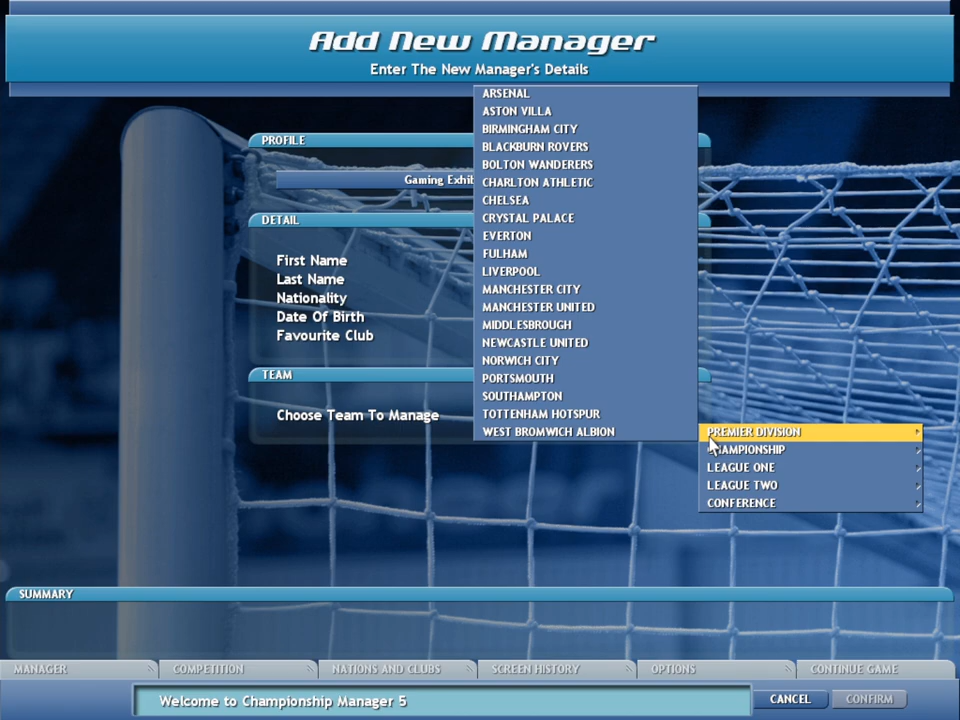 Add New Manager
Enter The New Manager's Details
ARSENAL
ASTON VILLA
BIRMINGHAM CITY
BLACKBURN ROVERS
BOLTON WANDERERS
CHARLTON ATHLETIC
CHELSEA
CRYSTAL PALACE
EVERTON
FULHAM
LIVERPOOL
MANCHESTER CITY
MANCHESTER UNITED
MIDDLESBROUGH
NEWCASTLE UNITED
NORWICH CITY
PORTSMOUTH
SOUTHAMPTON
TOTTENHAM HOTSPUR
WEST BROMWICH ALBION
PROFILE
Gaming Exhib
DETAIL
First Name
Last Name
Nationality
Date Of Birth
Favourite Club
TEAM
Choose Team To Manage
PREMIER DIVISION
CHAMPIONSHIP
LEAGUE ONE
LEAGUE TWO
CONFERENCE
SUMMARY
MANAGER COMPETITION NATIONS AND CLUBS SCREEN HISTORY OPTIONS CONTINUE GAME
Welcome to Championship Manager 5 CANCEL CONFIRM